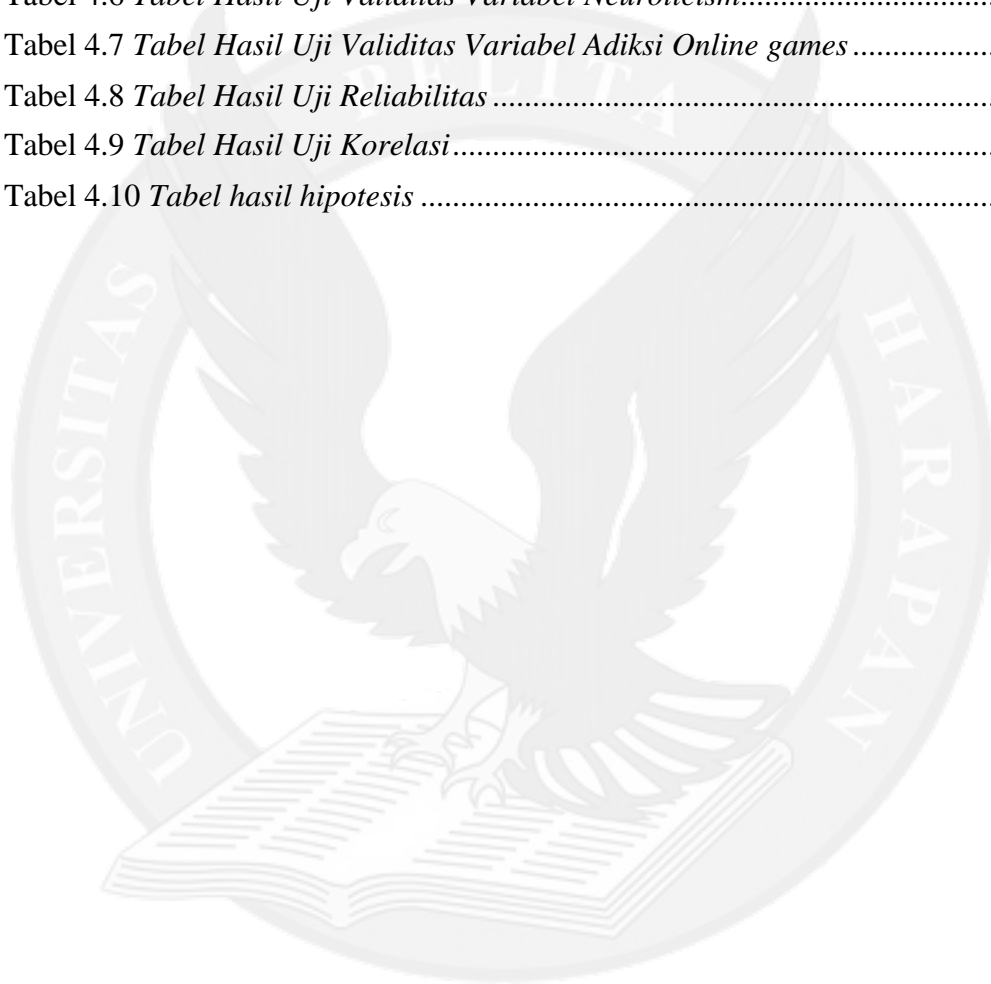 Tabel 4.6 Tabel Hasil Uji Validitas Variabel Neuroticism..........................
Tabel 4.7 Tabel Hasil Uji Validitas Variabel Adiksi Online games..................
Tabel 4.8 Tabel Hasil Uji Reliabilitas..................................................................
Tabel 4.9 Tabel Hasil Uji Korelasi.......................................................................
Tabel 4.10 Tabel hasil hipotesis...........................................................................
UNIVERSITAS PELITA HARAPAN